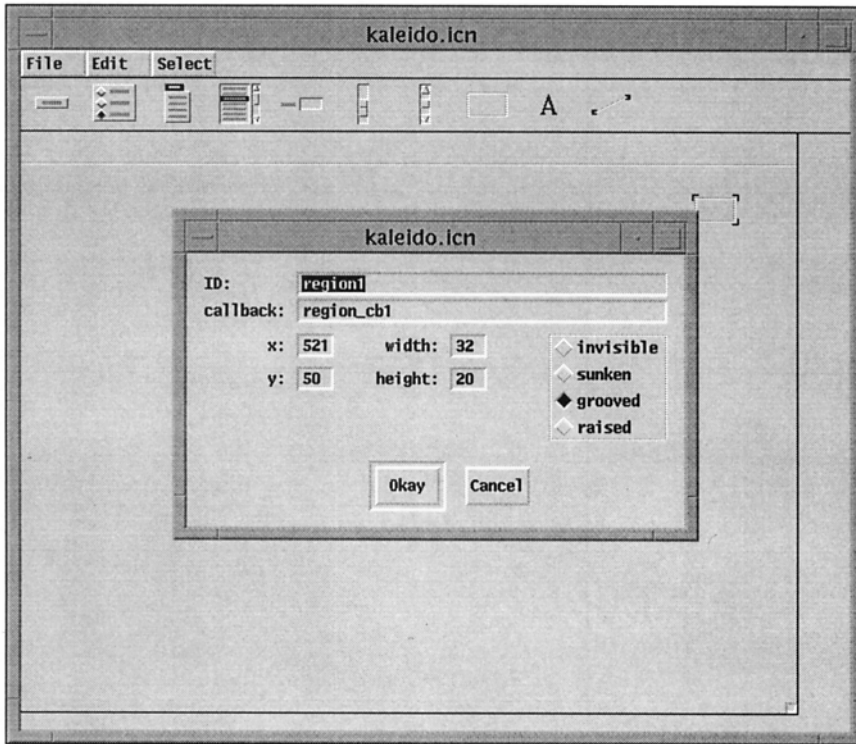 kaleido.icn
File Edit Select
A
kaleido.icn
ID: region1
callback: region_cb1
x: 521 width: 32 invisible
y: 50 height: 20 sunken
grooved
raised
Okay Cancel